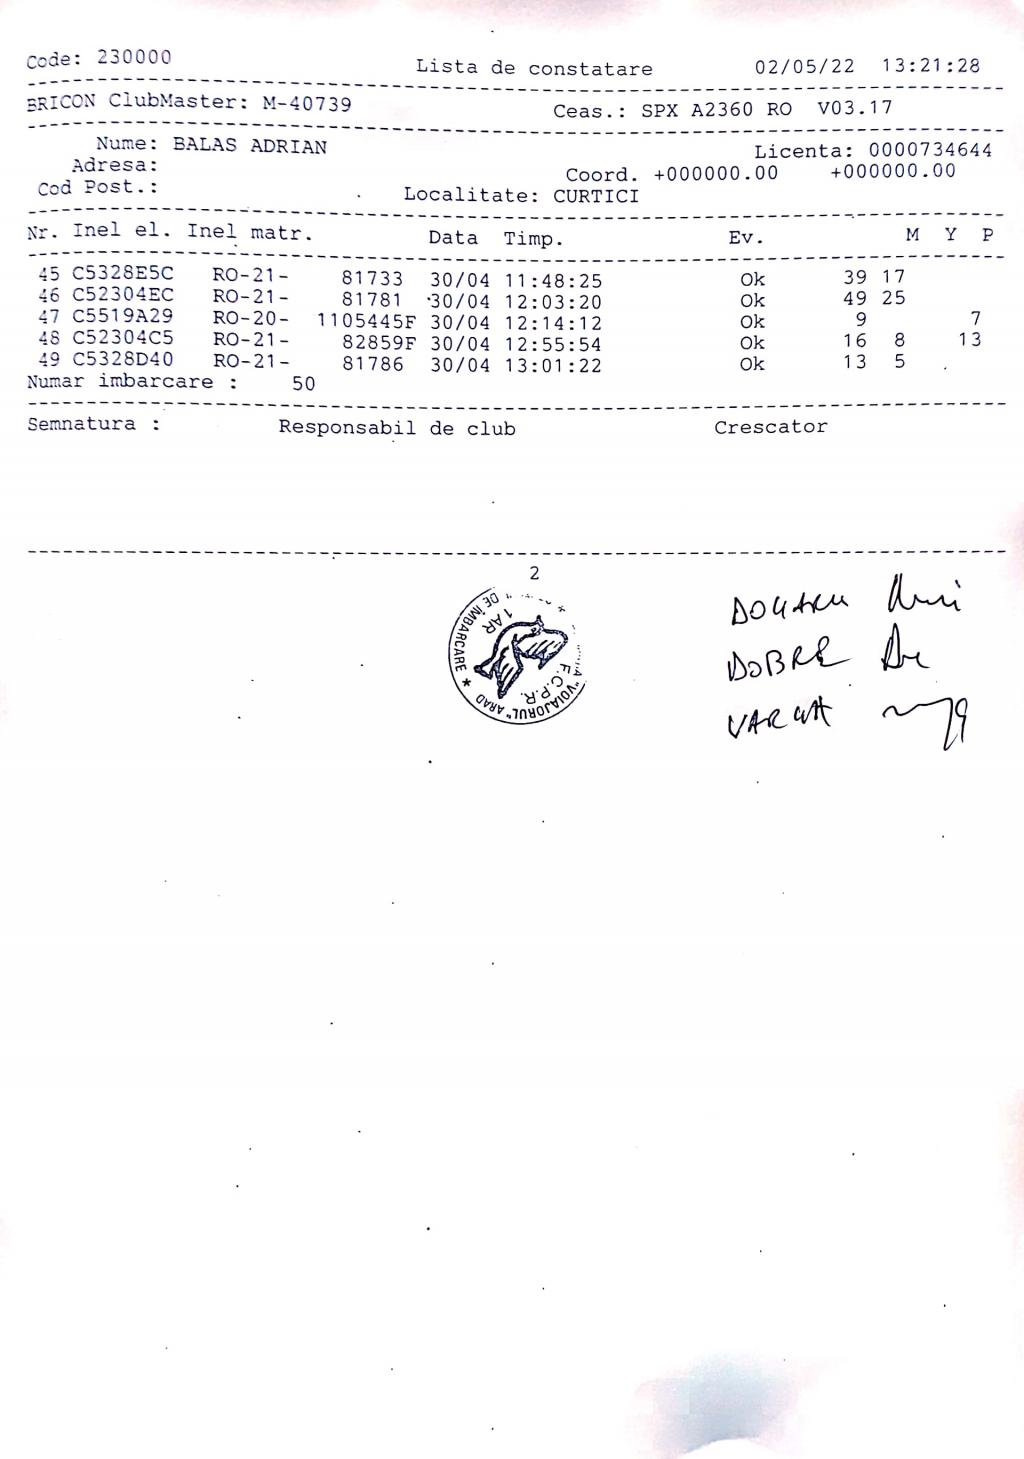 Code: 230000 Lista de constatare 02/05/22 13:21:28
BRICON ClubMaster: M-40739 Ceas.: SPX A2360 RO V03.17
Nume: BALAS ADRIAN Licenta: 0000734644
Adresa: Coord. +000000.00 +000000.00
Cod Post.: Localitate: CURTICI
Nr. Inel el. Inel matr. Data Timp. Ev. M Y P
45 C5328E5C RO-21- 81733 30/04 11:48:25 Ok 39 17
46 C52304EC RO-21- 81781 30/04 12:03:20 Ok 49 25
47 C5519A29 RO-20- 1105445F 30/04 12:14:12 Ok 9 7
48 C52304C5 RO-21- 82859F 30/04 12:55:54 Ok 16 8 13
49 C5328D40 RO-21- 81786 30/04 13:01:22 Ok 13 5
Numar imbarcare : 50
Semnatura : Responsabil de club Crescator
2
DE ÎMBARCARE * "VOIAJORUL" ARAD
1 AR
F.C.P.R.
DOBRE
VARGA